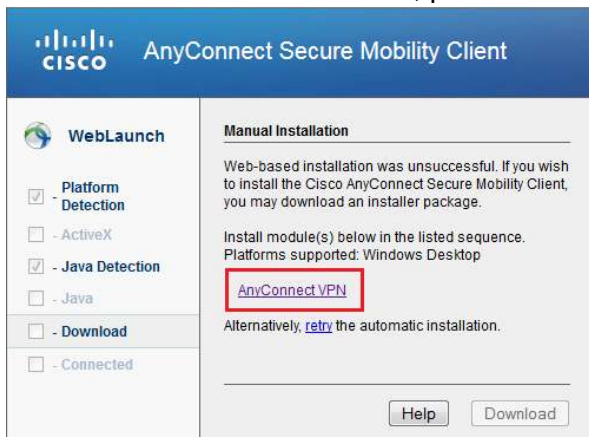 CISCO AnyConnect Secure Mobility Client
WebLaunch
- Platform
Detection
- ActiveX
- Java Detection
- Java
- Download
- Connected
Manual Installation
Web-based installation was unsuccessful. If you wish
to install the Cisco AnyConnect Secure Mobility Client,
you may download an installer package.
Install module(s) below in the listed sequence.
Platforms supported: Windows Desktop
AnyConnect VPN
Alternatively, retry the automatic installation.
Help Download